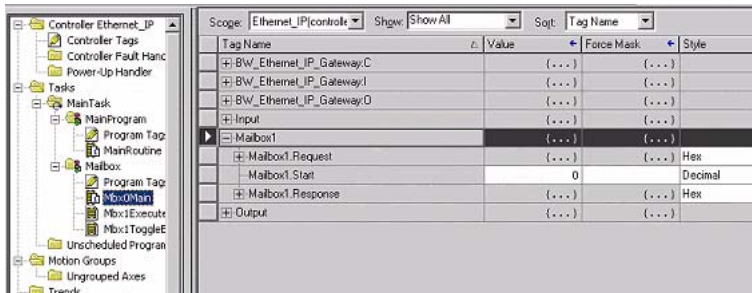 Controller Ethernet_IP
Controller Tags
Controller Fault Hanc
Power-Up Handler
Tasks
MainTask
MainProgram
Program Tag:
MainRoutine
Mailbox
Program Tag:
Mbx0Main
Mbx1Execute
Mbx1ToggleE
Unscheduled Progran
Motion Groups
Ungrouped Axes
Trends
Scope: Ethernet_IP(controlle Show: Show All Sort: Tag Name
Tag Name Value Force Mask Style
BW_Ethernet_IP_Gateway:C {...} {...}
BW_Ethernet_IP_Gateway:I {...} {...}
BW_Ethernet_IP_Gateway:O {...} {...}
Input {...} {...}
Mailbox1 {...} {...}
Mailbox1.Request {...} {...} Hex
Mailbox1.Start 0 Decimal
Mailbox1.Response {...} {...} Hex
Output {...} {...}